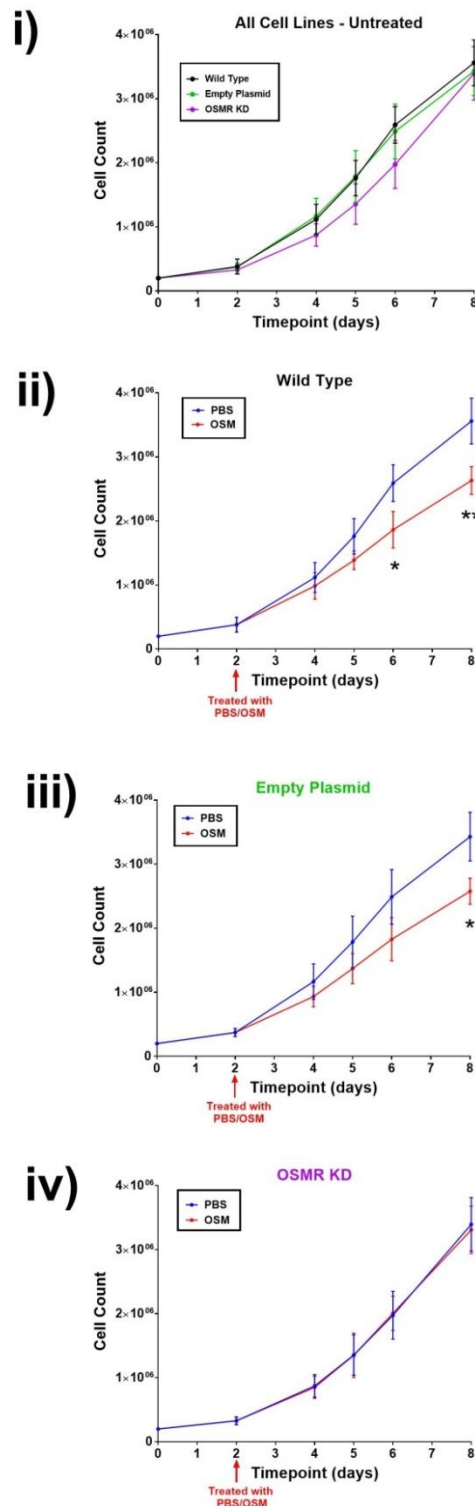 i)
All Cell Lines - Untreated
4×10⁰⁶
3×10⁰⁶
2×10⁰⁶
1×10⁰⁶
0
Cell Count
Wild Type
Empty Plasmid
OSMR KD
0 1 2 3 4 5 6 7 8
Timepoint (days)
ii)
Wild Type
4×10⁰⁶
3×10⁰⁶
2×10⁰⁶
1×10⁰⁶
0
Cell Count
PBS
OSM
*
**
0 1 2 3 4 5 6 7 8
Timepoint (days)
Treated with
PBS/OSM
iii)
Empty Plasmid
4×10⁰⁶
3×10⁰⁶
2×10⁰⁶
1×10⁰⁶
0
Cell Count
PBS
OSM
*
0 1 2 3 4 5 6 7 8
Timepoint (days)
Treated with
PBS/OSM
iv)
OSMR KD
4×10⁰⁶
3×10⁰⁶
2×10⁰⁶
1×10⁰⁶
0
Cell Count
PBS
OSM
0 1 2 3 4 5 6 7 8
Timepoint (days)
Treated with
PBS/OSM